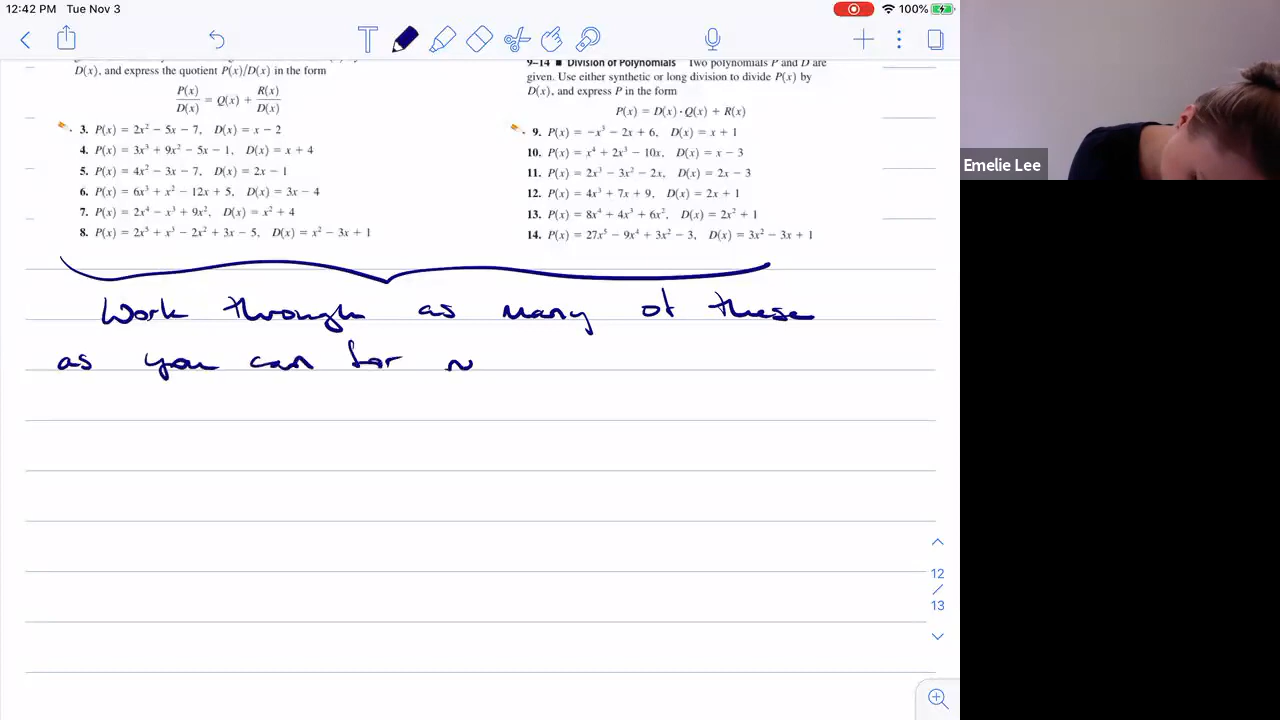 12:42 PM Tue Nov 3
100%
D(x), and express the quotient P(x)/D(x) in the form
P(x)/D(x) = Q(x) + R(x)/D(x)
3. P(x) = 2x² − 5x − 7, D(x) = x − 2
4. P(x) = 3x³ + 9x² − 5x − 1, D(x) = x + 4
5. P(x) = 4x² − 3x − 7, D(x) = 2x − 1
6. P(x) = 6x³ + x² − 12x + 5, D(x) = 3x − 4
7. P(x) = 2x⁴ − x³ + 9x², D(x) = x² + 4
8. P(x) = 2x⁵ + x³ − 2x² + 3x − 5, D(x) = x² − 3x + 1
9–14 ■ Division of Polynomials Two polynomials P and D are
given. Use either synthetic or long division to divide P(x) by
D(x), and express P in the form
P(x) = D(x) · Q(x) + R(x)
9. P(x) = −x³ − 2x + 6, D(x) = x + 1
10. P(x) = x⁴ + 2x³ − 10x, D(x) = x − 3
11. P(x) = 2x³ − 3x² − 2x, D(x) = 2x − 3
12. P(x) = 4x³ + 7x + 9, D(x) = 2x + 1
13. P(x) = 8x⁴ + 4x³ + 6x², D(x) = 2x² + 1
14. P(x) = 27x⁵ − 9x⁴ + 3x² − 3, D(x) = 3x² − 3x + 1
Work through as many of these
as you can for
12
/
13
Emelie Lee